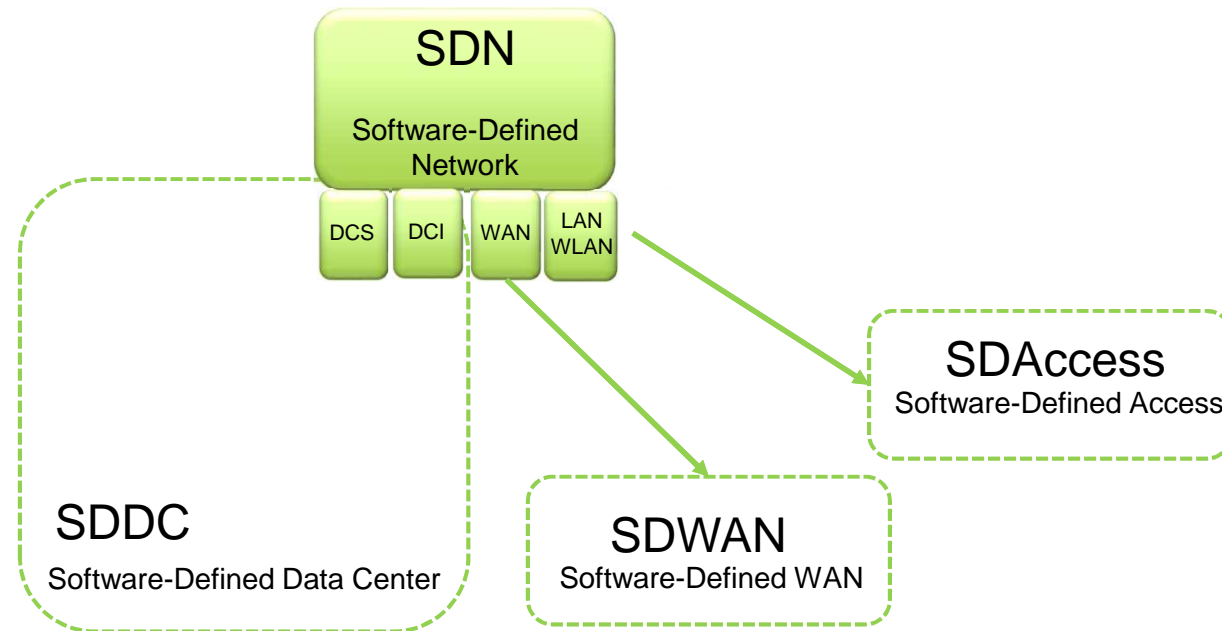 SDN
Software-Defined
Network
DCS
DCI
WAN
LAN
WLAN
SDAccess
Software-Defined Access
SDDC
Software-Defined Data Center
SDWAN
Software-Defined WAN